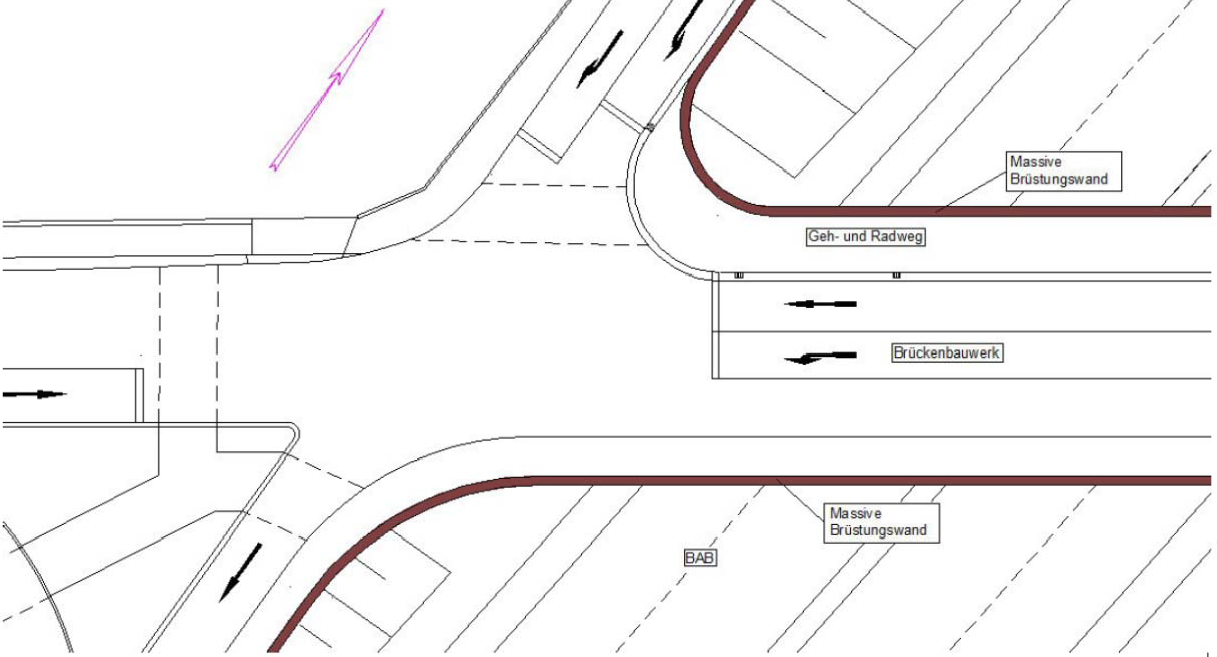 Massive
Brüstungswand
Geh- und Radweg
Brückenbauwerk
Massive
Brüstungswand
BAB